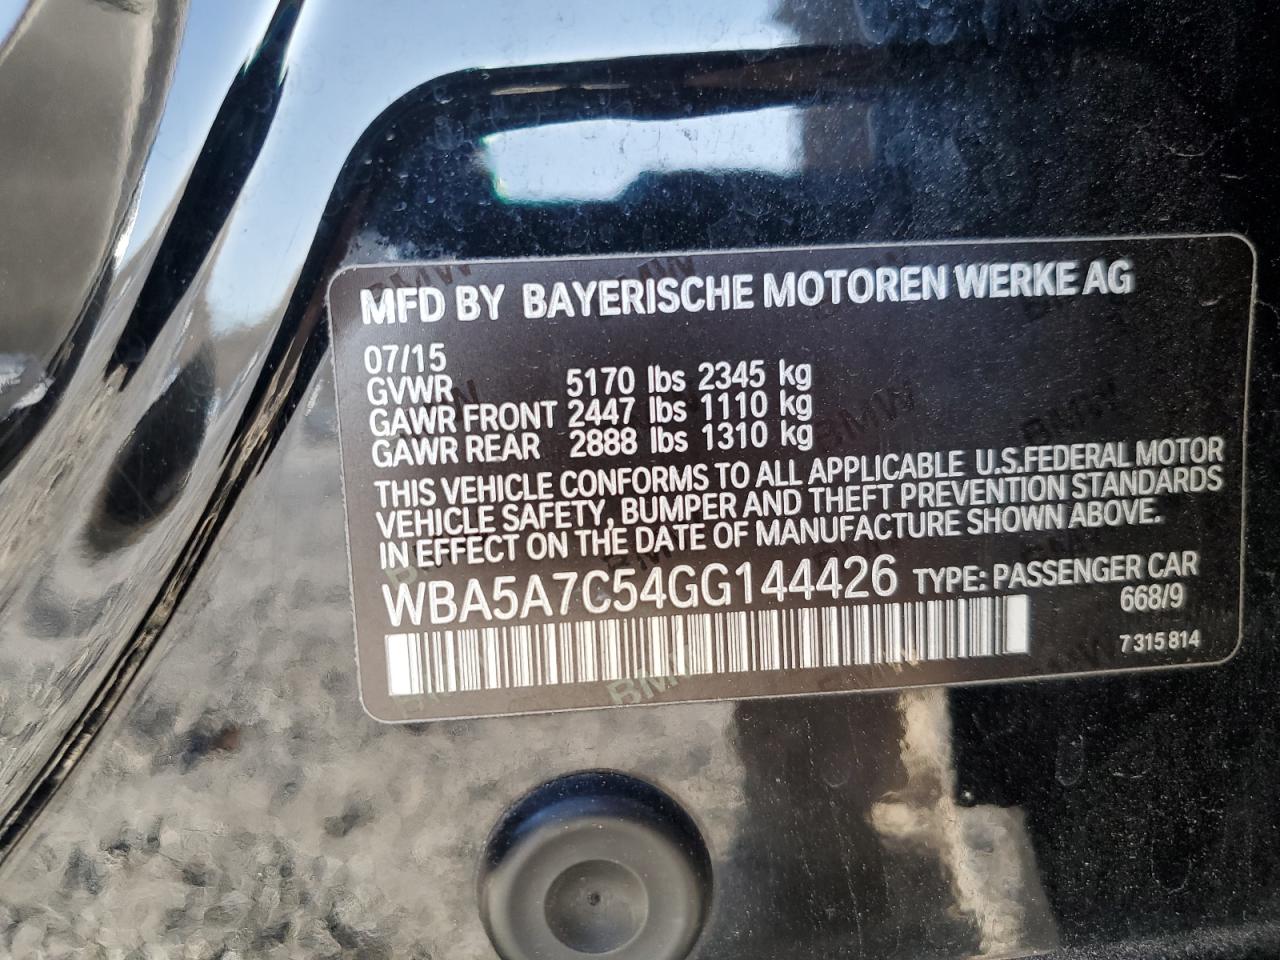 MFD BY BAYERISCHE MOTOREN WERKE AG
07/15
GVWR 5170 lbs 2345 kg
GAWR FRONT 2447 lbs 1110 kg
GAWR REAR 2888 lbs 1310 kg
THIS VEHICLE CONFORMS TO ALL APPLICABLE U.S.FEDERAL MOTOR
VEHICLE SAFETY, BUMPER AND THEFT PREVENTION STANDARDS
IN EFFECT ON THE DATE OF MANUFACTURE SHOWN ABOVE.
WBA5A7C54GG144426 TYPE: PASSENGER CAR
668/9
7 315 814